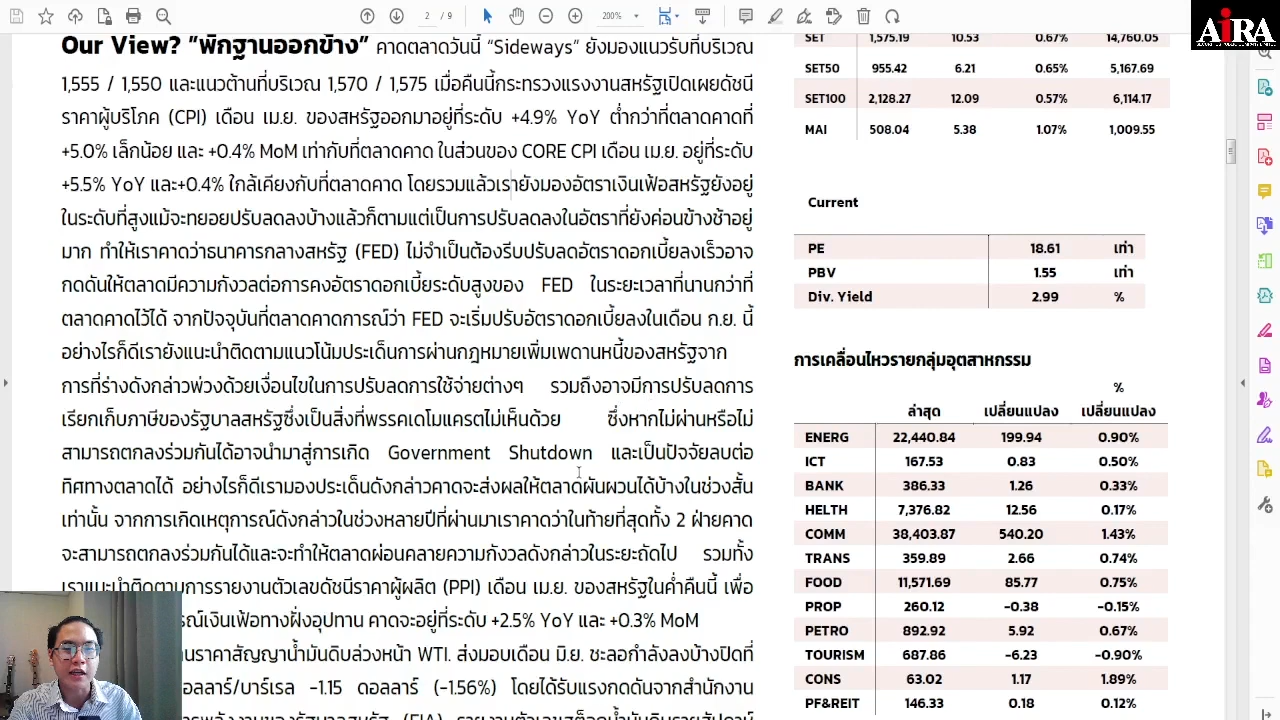 2 / 9
200%
AiRA
Our View? “พักฐานออกข้าง” คาดตลาดวันนี้ “Sideways” ยังมองแนวรับที่บริเวณ
1,555 / 1,550 และแนวต้านที่บริเวณ 1,570 / 1,575 เมื่อคืนนี้กระทรวงแรงงานสหรัฐเปิดเผยดัชนี
ราคาผู้บริโภค (CPI) เดือน เม.ย. ของสหรัฐออกมาอยู่ที่ระดับ +4.9% YoY ต่ำกว่าที่ตลาดคาดที่
+5.0% เล็กน้อย และ +0.4% MoM เท่ากับที่ตลาดคาด ในส่วนของ CORE CPI เดือน เม.ย. อยู่ที่ระดับ
+5.5% YoY และ+0.4% ใกล้เคียงกับที่ตลาดคาด โดยรวมแล้วเรายังมองอัตราเงินเฟ้อสหรัฐยังอยู่
ในระดับที่สูงแม้จะทยอยปรับลดลงบ้างแล้วก็ตามแต่เป็นการปรับลดลงในอัตราที่ยังค่อนข้างช้าอยู่
มาก ทำให้เราคาดว่าธนาคารกลางสหรัฐ (FED) ไม่จำเป็นต้องรีบปรับลดอัตราดอกเบี้ยลงเร็วอาจ
กดดันให้ตลาดมีความกังวลต่อการคงอัตราดอกเบี้ยระดับสูงของ FED ในระยะเวลาที่นานกว่าที่
ตลาดคาดไว้ได้ จากปัจจุบันที่ตลาดคาดการณ์ว่า FED จะเริ่มปรับอัตราดอกเบี้ยลงในเดือน ก.ย. นี้
อย่างไรก็ดีเรายังแนะนำติดตามแนวโน้มประเด็นการผ่านกฎหมายเพิ่มเพดานหนี้ของสหรัฐจาก
การที่ร่างดังกล่าวพ่วงด้วยเงื่อนไขในการปรับลดการใช้จ่ายต่างๆ รวมถึงอาจมีการปรับลดการ
เรียกเก็บภาษีของรัฐบาลสหรัฐซึ่งเป็นสิ่งที่พรรคเดโมแครตไม่เห็นด้วย ซึ่งหากไม่ผ่านหรือไม่
สามารถตกลงร่วมกันได้อาจนำมาสู่การเกิด Government Shutdown และเป็นปัจจัยลบต่อ
ทิศทางตลาดได้ อย่างไรก็ดีเรามองประเด็นดังกล่าวคาดจะส่งผลให้ตลาดผันผวนได้บ้างในช่วงสั้น
เท่านั้น จากการเกิดเหตุการณ์ดังกล่าวในช่วงหลายปีที่ผ่านมาเราคาดว่าในท้ายที่สุดทั้ง 2 ฝ่ายคาด
จะสามารถตกลงร่วมกันได้และจะทำให้ตลาดผ่อนคลายความกังวลดังกล่าวในระยะถัดไป รวมทั้ง
เราแนะนำติดตามการรายงานตัวเลขดัชนีราคาผู้ผลิต (PPI) เดือน เม.ย. ของสหรัฐในค่ำคืนนี้ เพื่อ
รณ์เงินเฟ้อทางฝั่งอุปทาน คาดจะอยู่ที่ระดับ +2.5% YoY และ +0.3% MoM
านราคาสัญญาน้ำมันดิบล่วงหน้า WTI. ส่งมอบเดือน มิ.ย. ชะลอกำลังลงบ้างปิดที่
อลลาร์/บาร์เรล -1.15 ดอลลาร์ (-1.56%) โดยได้รับแรงกดดันจากสำนักงาน
SET 1,575.19 10.53 0.67% 14,760.05
SET50 955.42 6.21 0.65% 5,167.69
SET100 2,128.27 12.09 0.57% 6,114.17
MAI 508.04 5.38 1.07% 1,009.55
Current
PE 18.61 เท่า
PBV 1.55 เท่า
Div. Yield 2.99 %
การเคลื่อนไหวรายกลุ่มอุตสาหกรรม
%
ล่าสุด เปลี่ยนแปลง เปลี่ยนแปลง
ENERG 22,440.84 199.94 0.90%
ICT 167.53 0.83 0.50%
BANK 386.33 1.26 0.33%
HELTH 7,376.82 12.56 0.17%
COMM 38,403.87 540.20 1.43%
TRANS 359.89 2.66 0.74%
FOOD 11,571.69 85.77 0.75%
PROP 260.12 -0.38 -0.15%
PETRO 892.92 5.92 0.67%
TOURISM 687.86 -6.23 -0.90%
CONS 63.02 1.17 1.89%
PF&REIT 146.33 0.18 0.12%